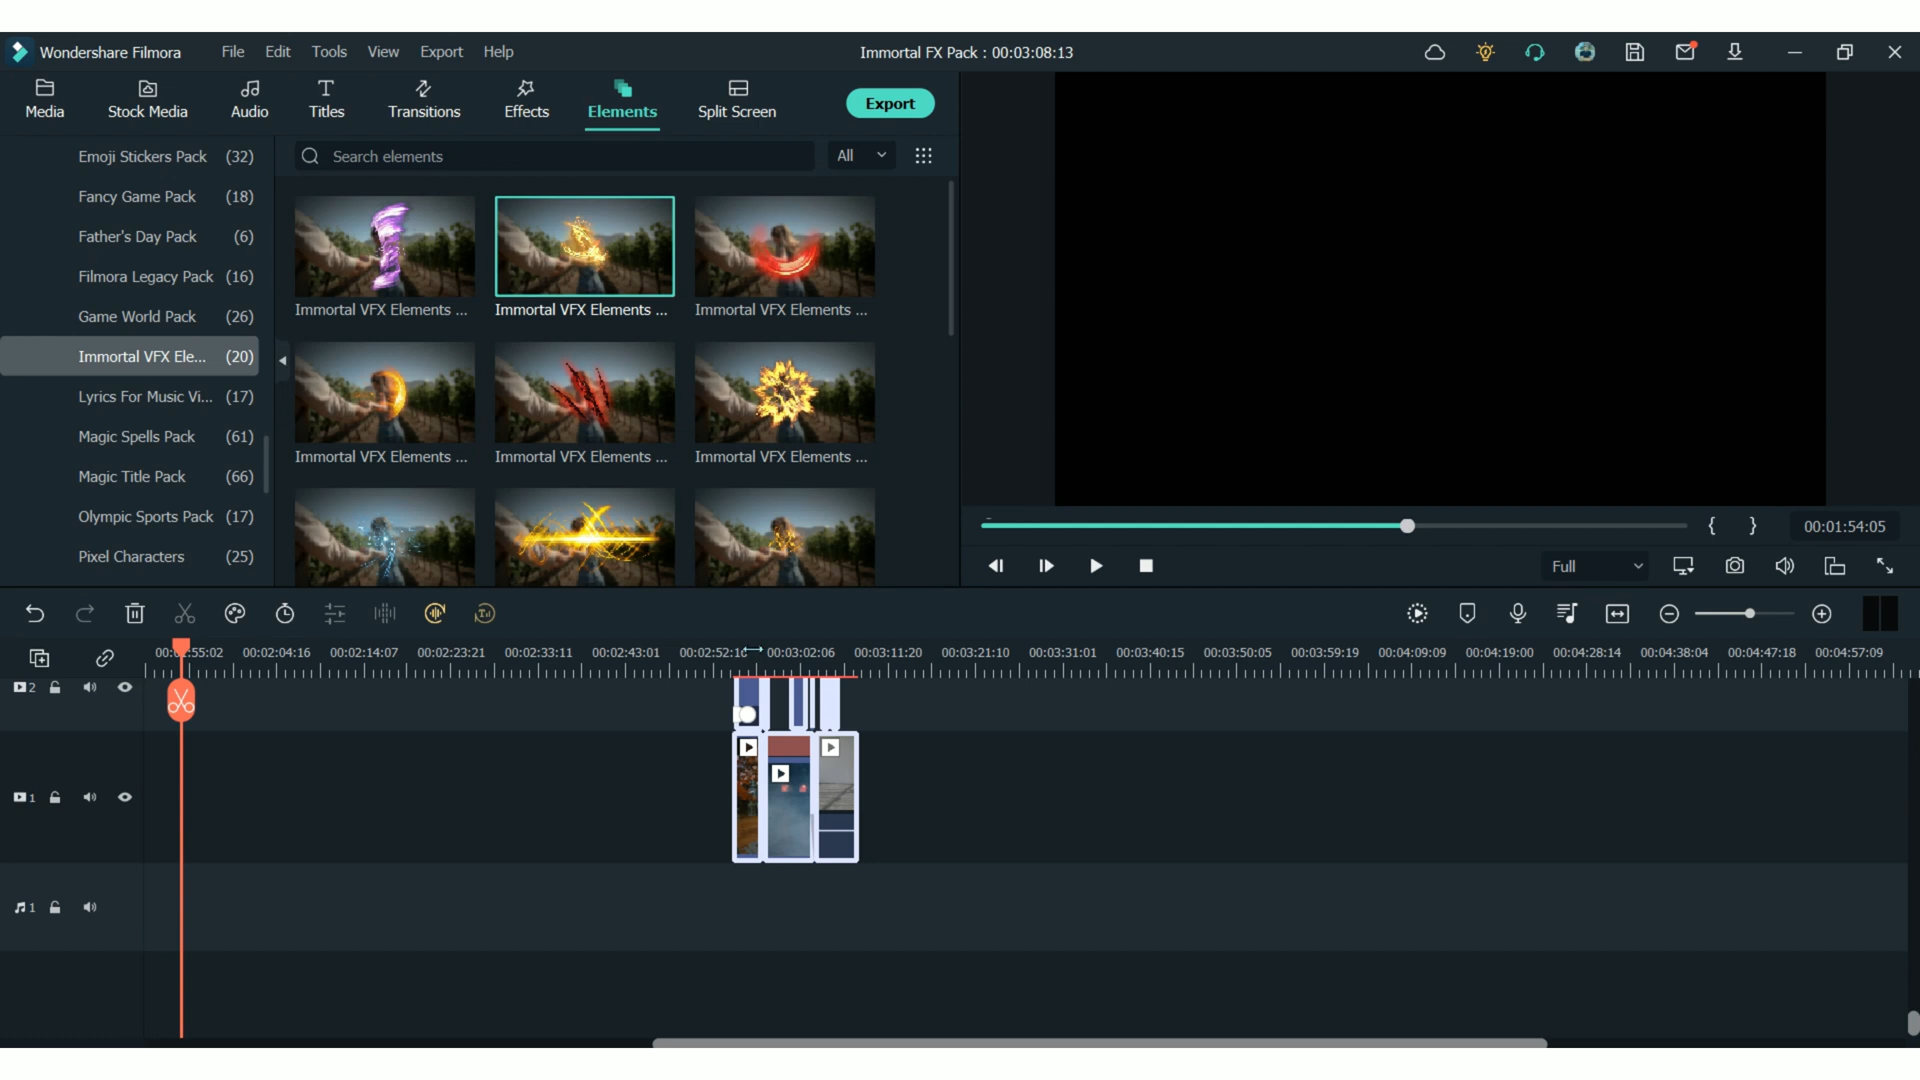 Wondershare Filmora
File Edit Tools View Export Help
Immortal FX Pack : 00:03:08:13
Media
Stock Media
Audio
Titles
Transitions
Effects
Elements
Split Screen
Export
Emoji Stickers Pack (32)
Fancy Game Pack (18)
Father's Day Pack (6)
Filmora Legacy Pack (16)
Game World Pack (26)
Immortal VFX Ele... (20)
Lyrics For Music Vi... (17)
Magic Spells Pack (61)
Magic Title Pack (66)
Olympic Sports Pack (17)
Pixel Characters (25)
Search elements
All
Immortal VFX Elements ...
Immortal VFX Elements ...
Immortal VFX Elements ...
Immortal VFX Elements ...
Immortal VFX Elements ...
Immortal VFX Elements ...
{ } 00:01:54:05
Full
:55:02 00:02:04:16 00:02:14:07 00:02:23:21 00:02:33:11 00:02:43:01 00:02:52:16 00:03:02:06 00:03:11:20 00:03:21:10 00:03:31:01 00:03:40:15 00:03:50:05 00:03:59:19 00:04:09:09 00:04:19:00 00:04:28:14 00:04:38:04 00:04:47:18 00:04:57:09
2
1
1